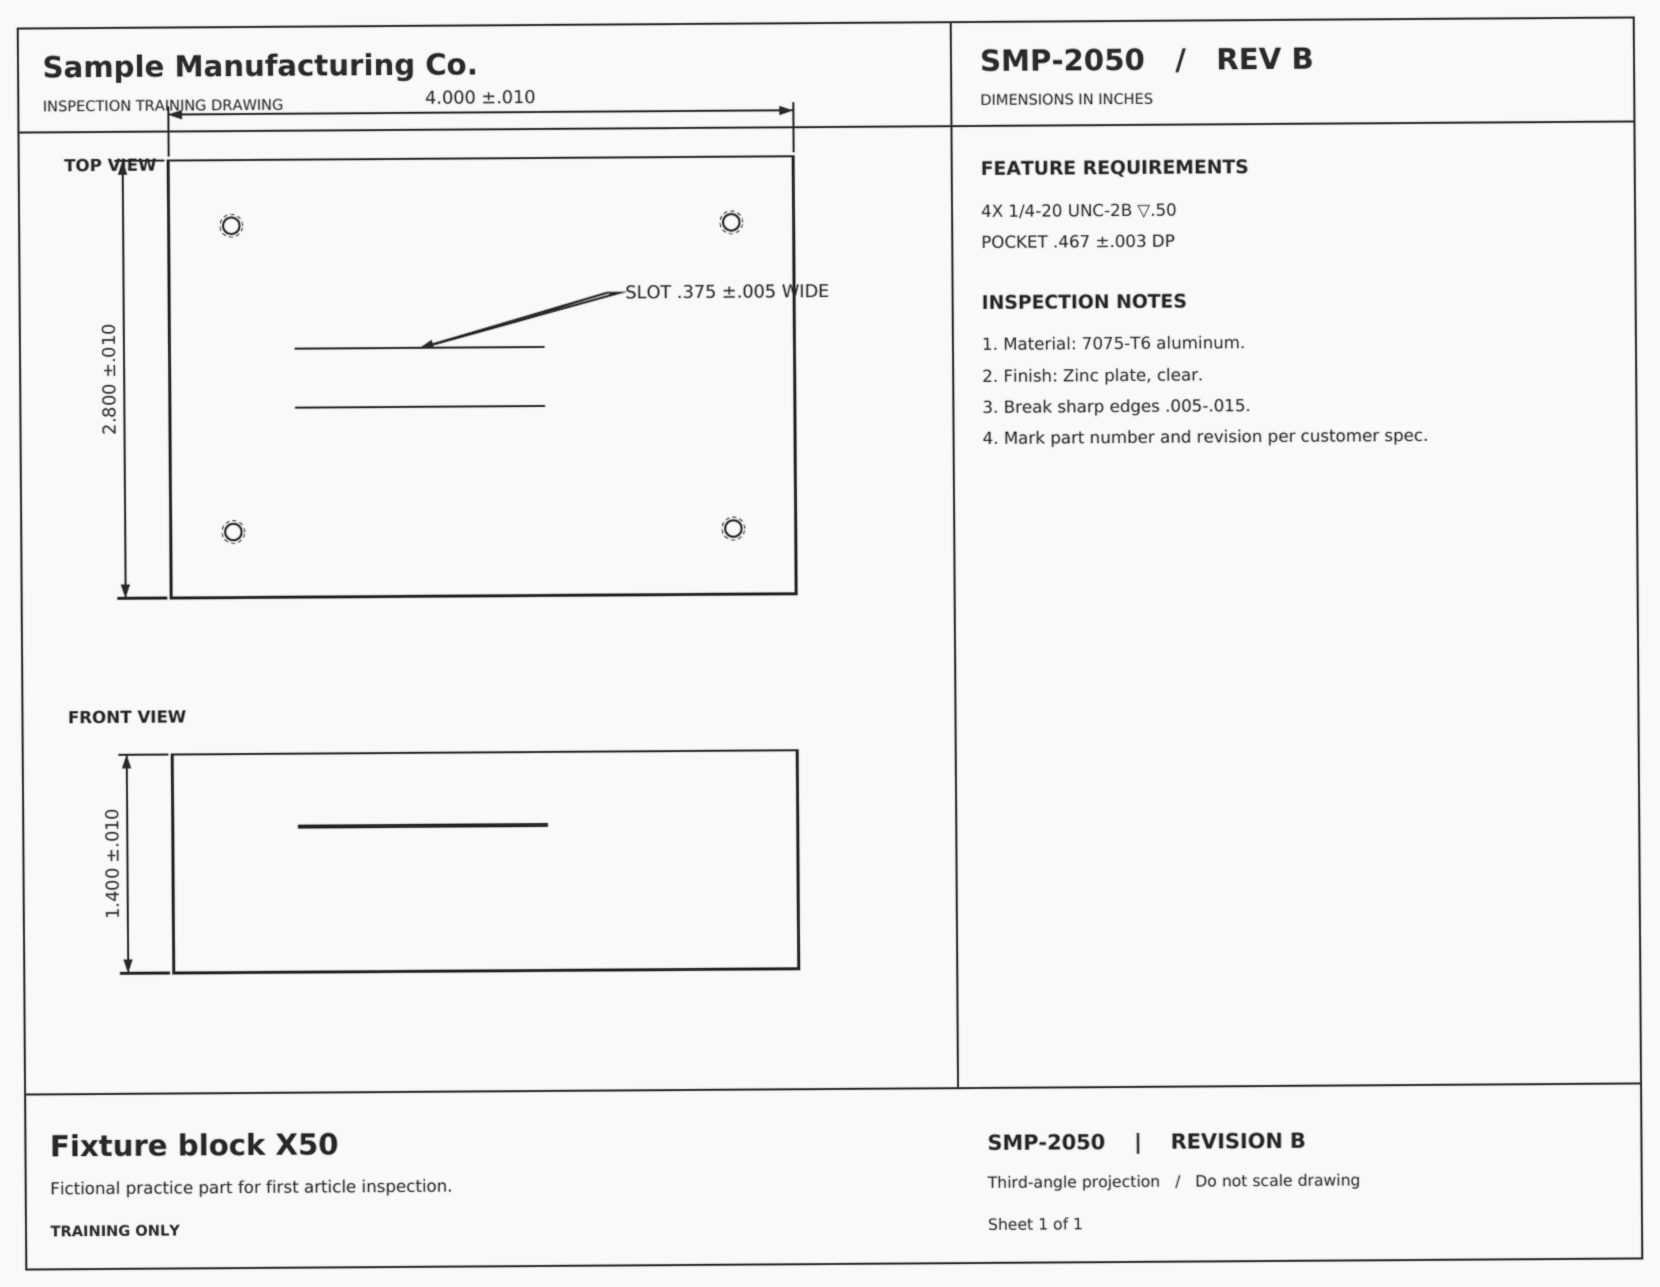 Sample Manufacturing Co.
INSPECTION TRAINING DRAWING
SMP-2050 / REV B
DIMENSIONS IN INCHES
4.000 ±.010
TOP VIEW
2.800 ±.010
SLOT .375 ±.005 WIDE
FRONT VIEW
1.400 ±.010
FEATURE REQUIREMENTS
4X 1/4-20 UNC-2B ▽.50
POCKET .467 ±.003 DP
INSPECTION NOTES
1. Material: 7075-T6 aluminum.
2. Finish: Zinc plate, clear.
3. Break sharp edges .005-.015.
4. Mark part number and revision per customer spec.
Fixture block X50
Fictional practice part for first article inspection.
TRAINING ONLY
SMP-2050 | REVISION B
Third-angle projection / Do not scale drawing
Sheet 1 of 1